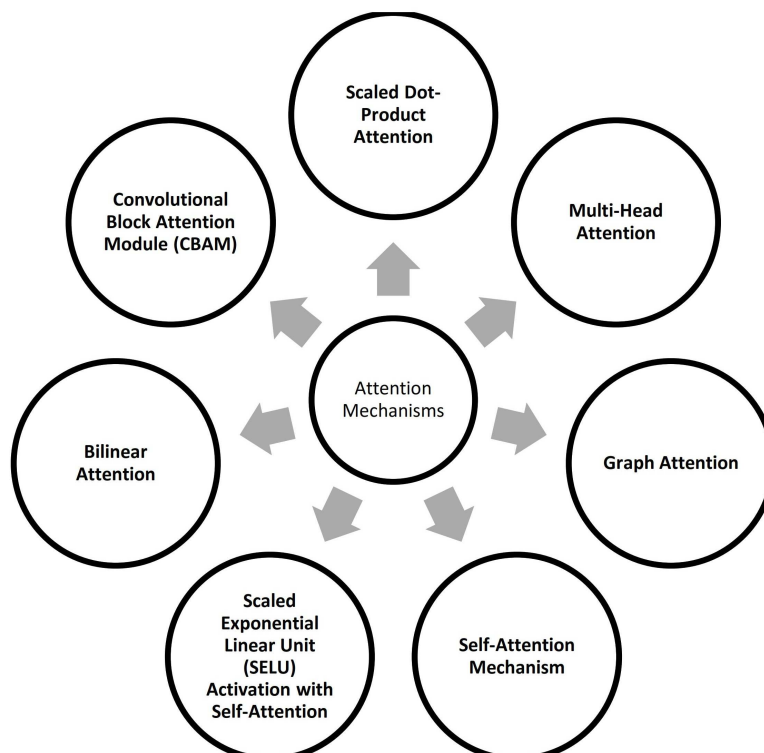 Scaled Dot-
Product
Attention
Convolutional
Block Attention
Module (CBAM)
Multi-Head
Attention
Attention
Mechanisms
Bilinear
Attention
Graph Attention
Scaled
Exponential
Linear Unit
(SELU)
Activation with
Self-Attention
Self-Attention
Mechanism